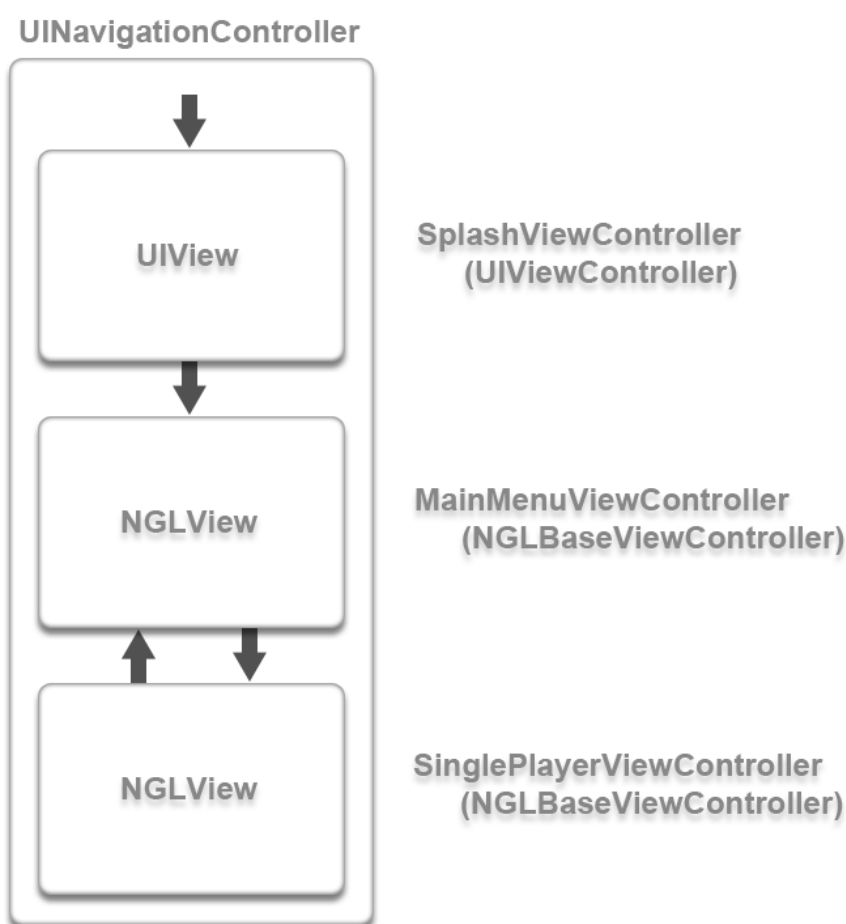 UINavigationController
UIView
SplashViewController
(UIViewController)
NGLView
MainMenuViewController
(NGLBaseViewController)
NGLView
SinglePlayerViewController
(NGLBaseViewController)